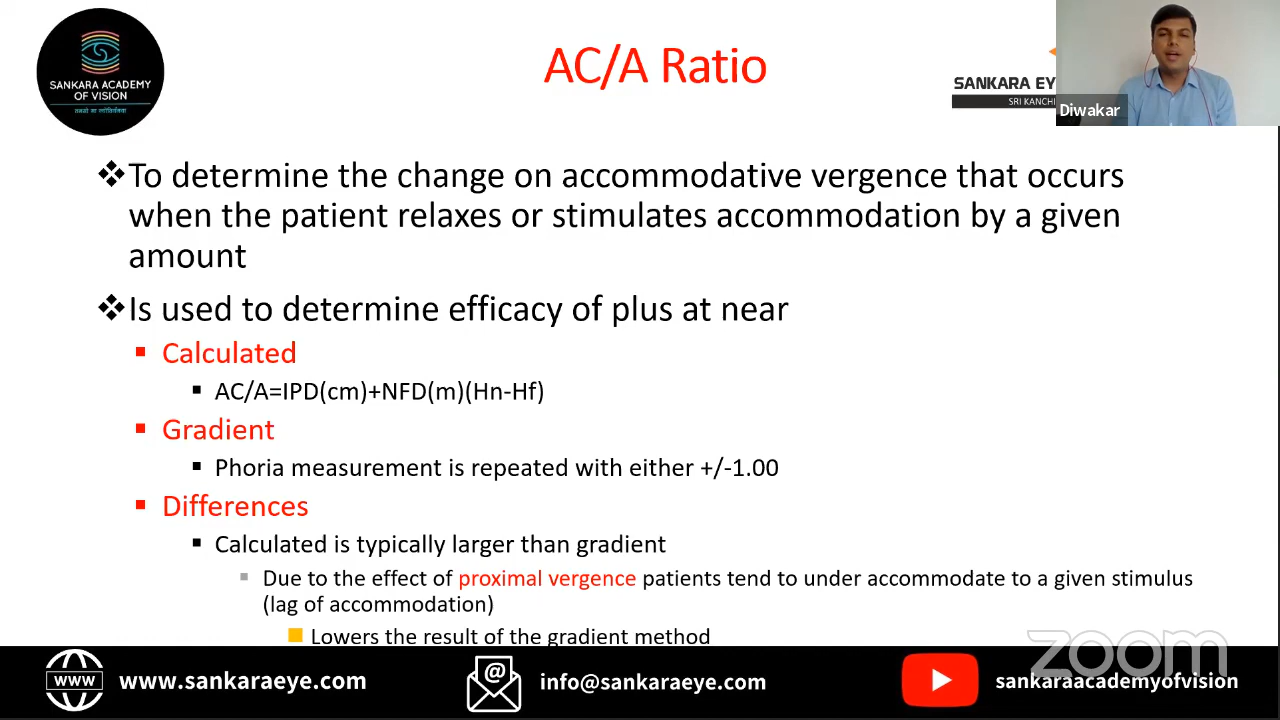 SANKARA ACADEMY
OF VISION
AC/A Ratio
SANKARA EY
SRI KANCHI
Diwakar
❖To determine the change on accommodative vergence that occurs
when the patient relaxes or stimulates accommodation by a given
amount
❖Is used to determine efficacy of plus at near
▪ Calculated
▪ AC/A=IPD(cm)+NFD(m)(Hn-Hf)
▪ Gradient
▪ Phoria measurement is repeated with either +/-1.00
▪ Differences
▪ Calculated is typically larger than gradient
▪ Due to the effect of proximal vergence patients tend to under accommodate to a given stimulus
(lag of accommodation)
■ Lowers the result of the gradient method
zoom
www
www.sankaraeye.com
@
info@sankaraeye.com
sankaraacademyofvision